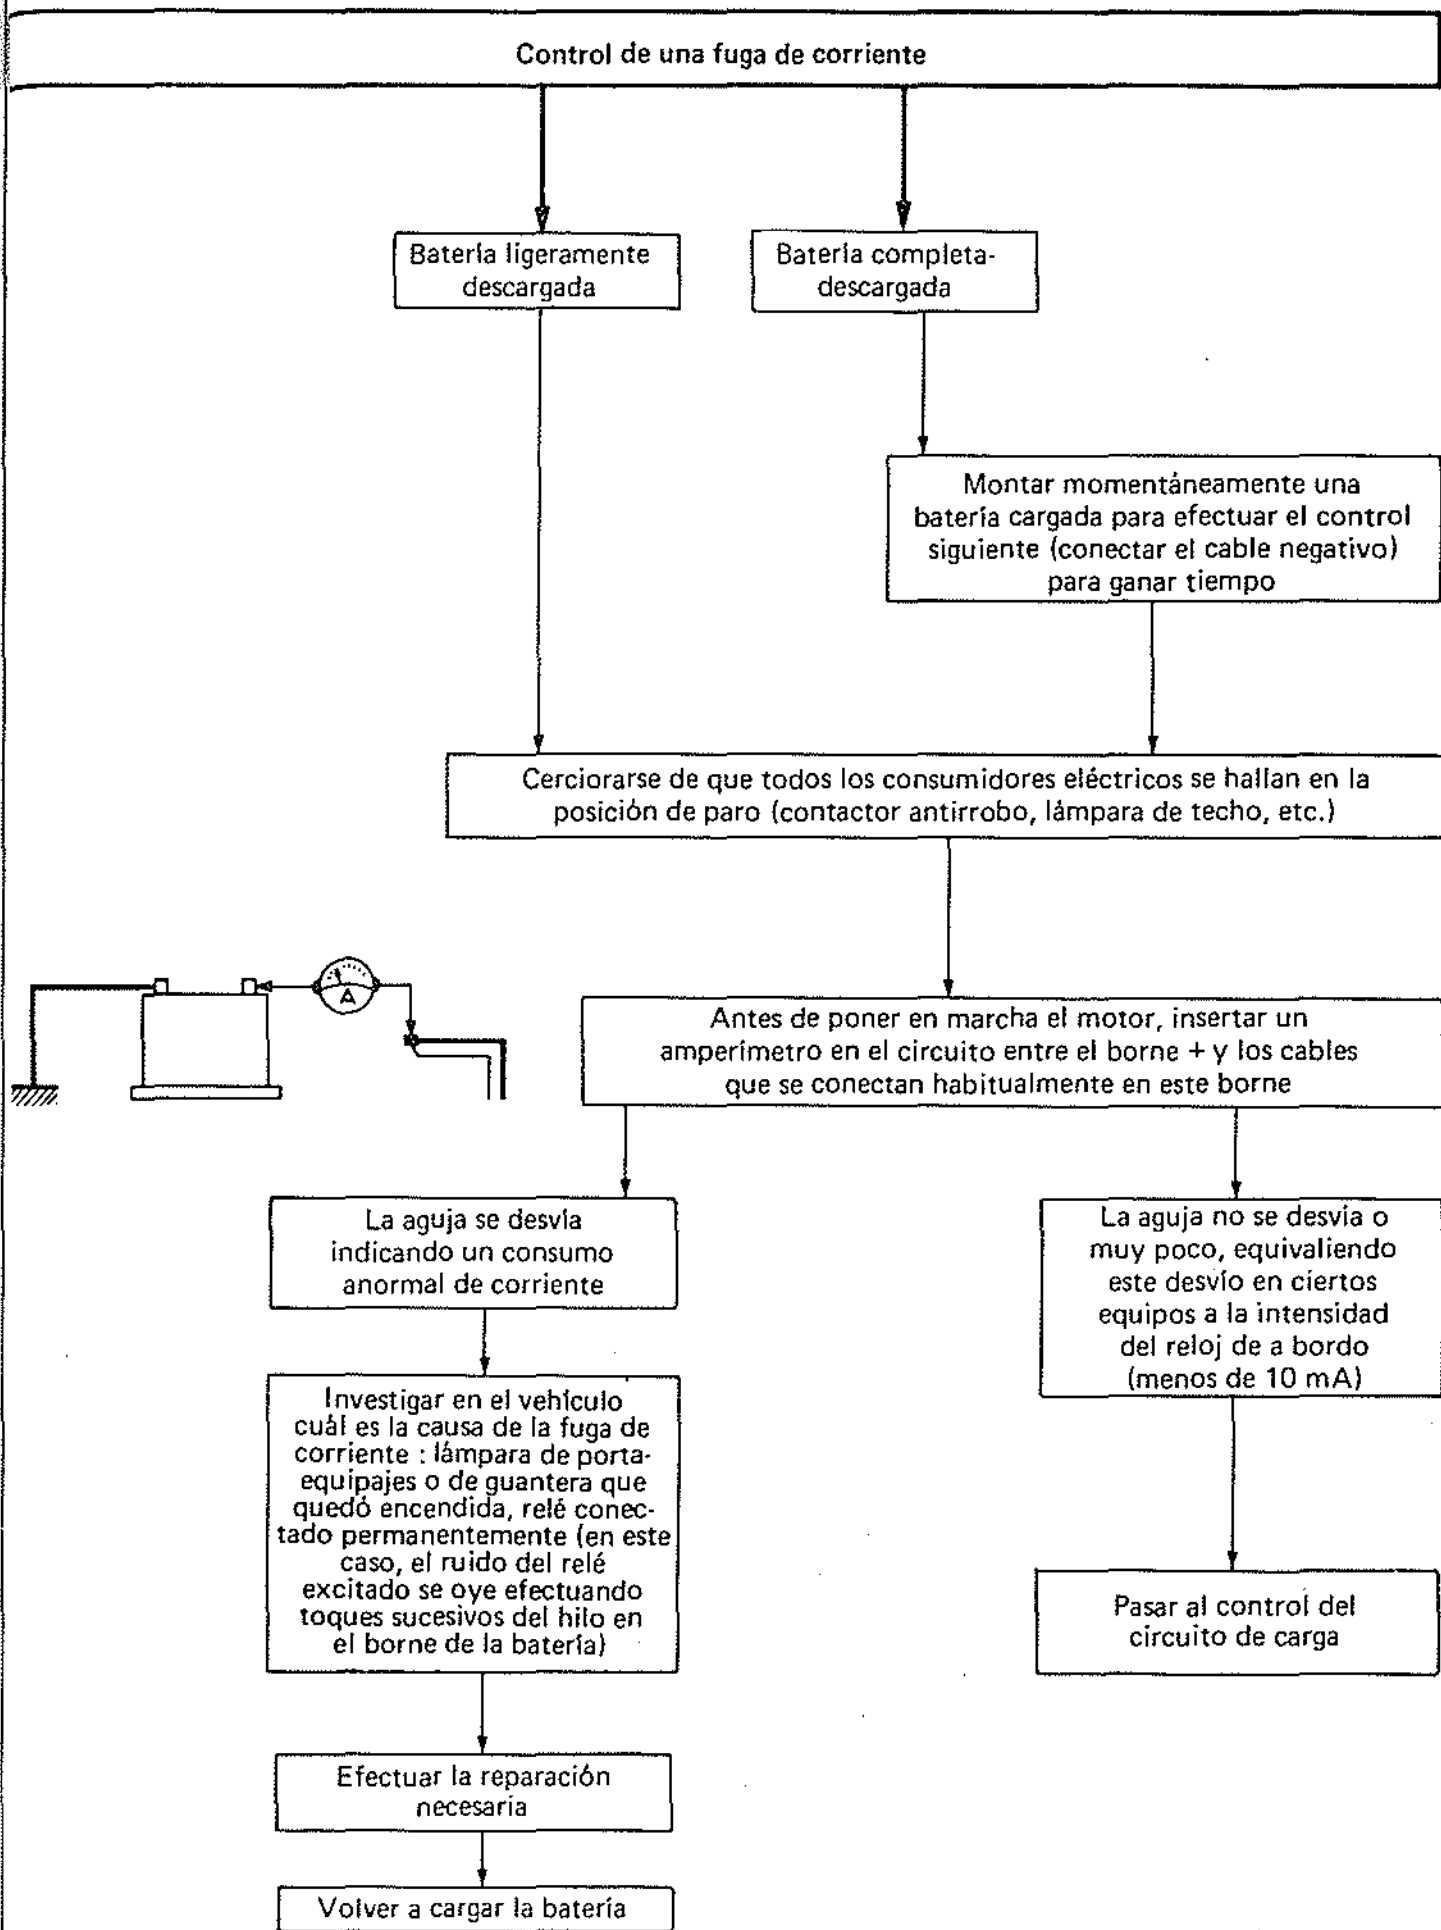 Control de una fuga de corriente
Batería ligeramente
descargada
Batería completa-
descargada
Montar momentáneamente una
batería cargada para efectuar el control
siguiente (conectar el cable negativo)
para ganar tiempo
Cerciorarse de que todos los consumidores eléctricos se hallan en la
posición de paro (contactor antirrobo, lámpara de techo, etc.)
A
Antes de poner en marcha el motor, insertar un
amperímetro en el circuito entre el borne + y los cables
que se conectan habitualmente en este borne
La aguja se desvía
indicando un consumo
anormal de corriente
La aguja no se desvía o
muy poco, equivaliendo
este desvío en ciertos
equipos a la intensidad
del reloj de a bordo
(menos de 10 mA)
Investigar en el vehículo
cuál es la causa de la fuga de
corriente : lámpara de porta-
equipajes o de guantera que
quedó encendida, relé conec-
tado permanentemente (en este
caso, el ruido del relé
excitado se oye efectuando
toques sucesivos del hilo en
el borne de la batería)
Pasar al control del
circuito de carga
Efectuar la reparación
necesaria
Volver a cargar la batería